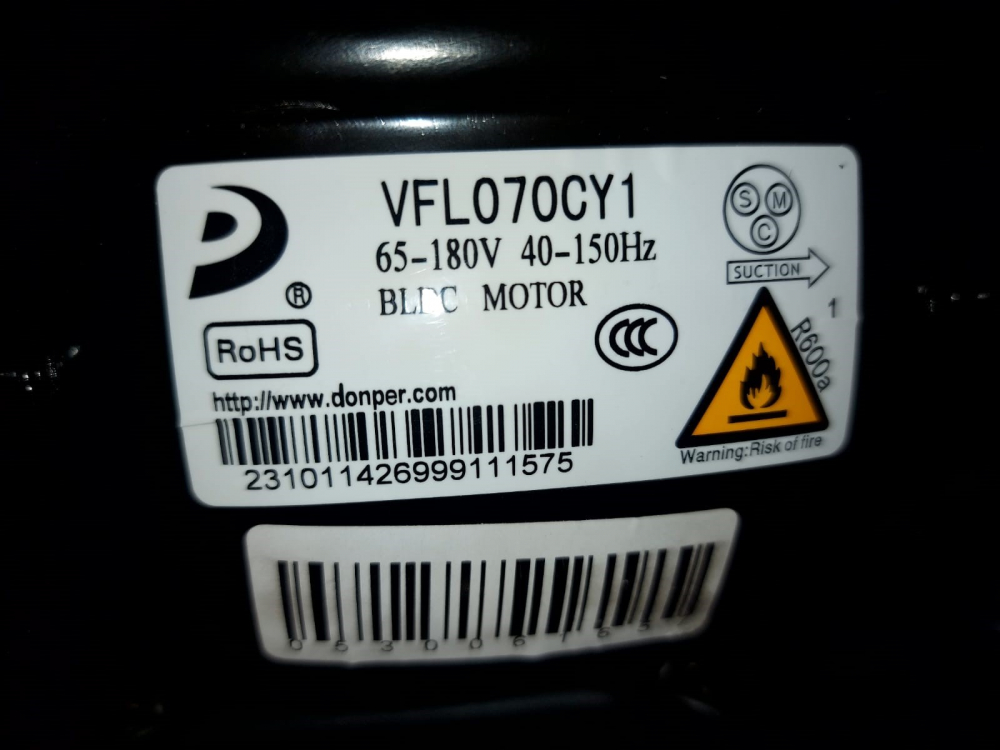 VFL070CY1
65-180V 40-150Hz
BLDC MOTOR
®
RoHS
http://www.donper.com
231011426999111575
S M
C
SUCTION
1
R600a
Warning:Risk of fire